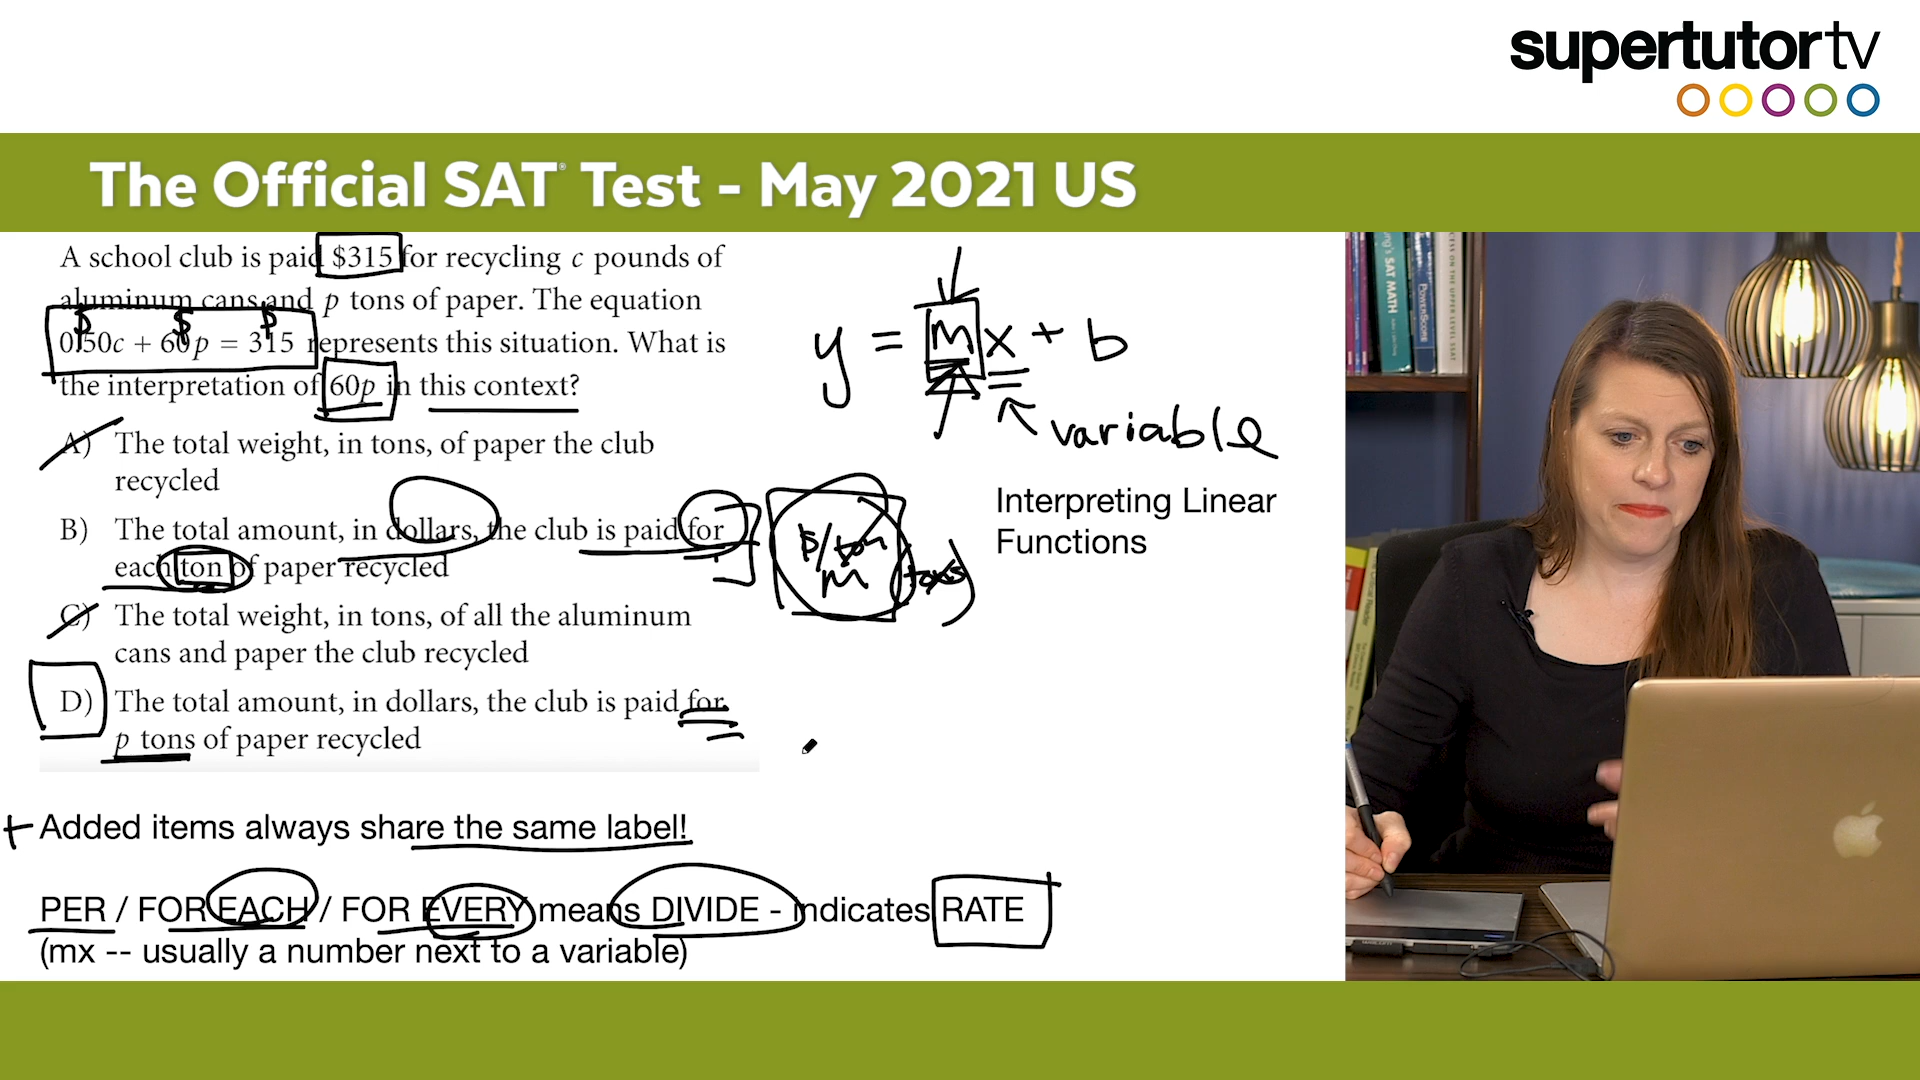 supertutortv
The Official SAT® Test - May 2021 US
A school club is paid $315 for recycling c pounds of
aluminum cans and p tons of paper. The equation
$ $ $
0.50c + 60p = 315 represents this situation. What is
the interpretation of 60p in this context?
A) The total weight, in tons, of paper the club
recycled
B) The total amount, in dollars, the club is paid for
each ton of paper recycled
C) The total weight, in tons, of all the aluminum
cans and paper the club recycled
D) The total amount, in dollars, the club is paid for
p tons of paper recycled
y = mx + b
variable
$/ton
m
(tons)
Interpreting Linear
Functions
+ Added items always share the same label!
PER / FOR EACH / FOR EVERY means DIVIDE - indicates RATE
(mx -- usually a number next to a variable)
SAT MATH
PowerScore
wacom